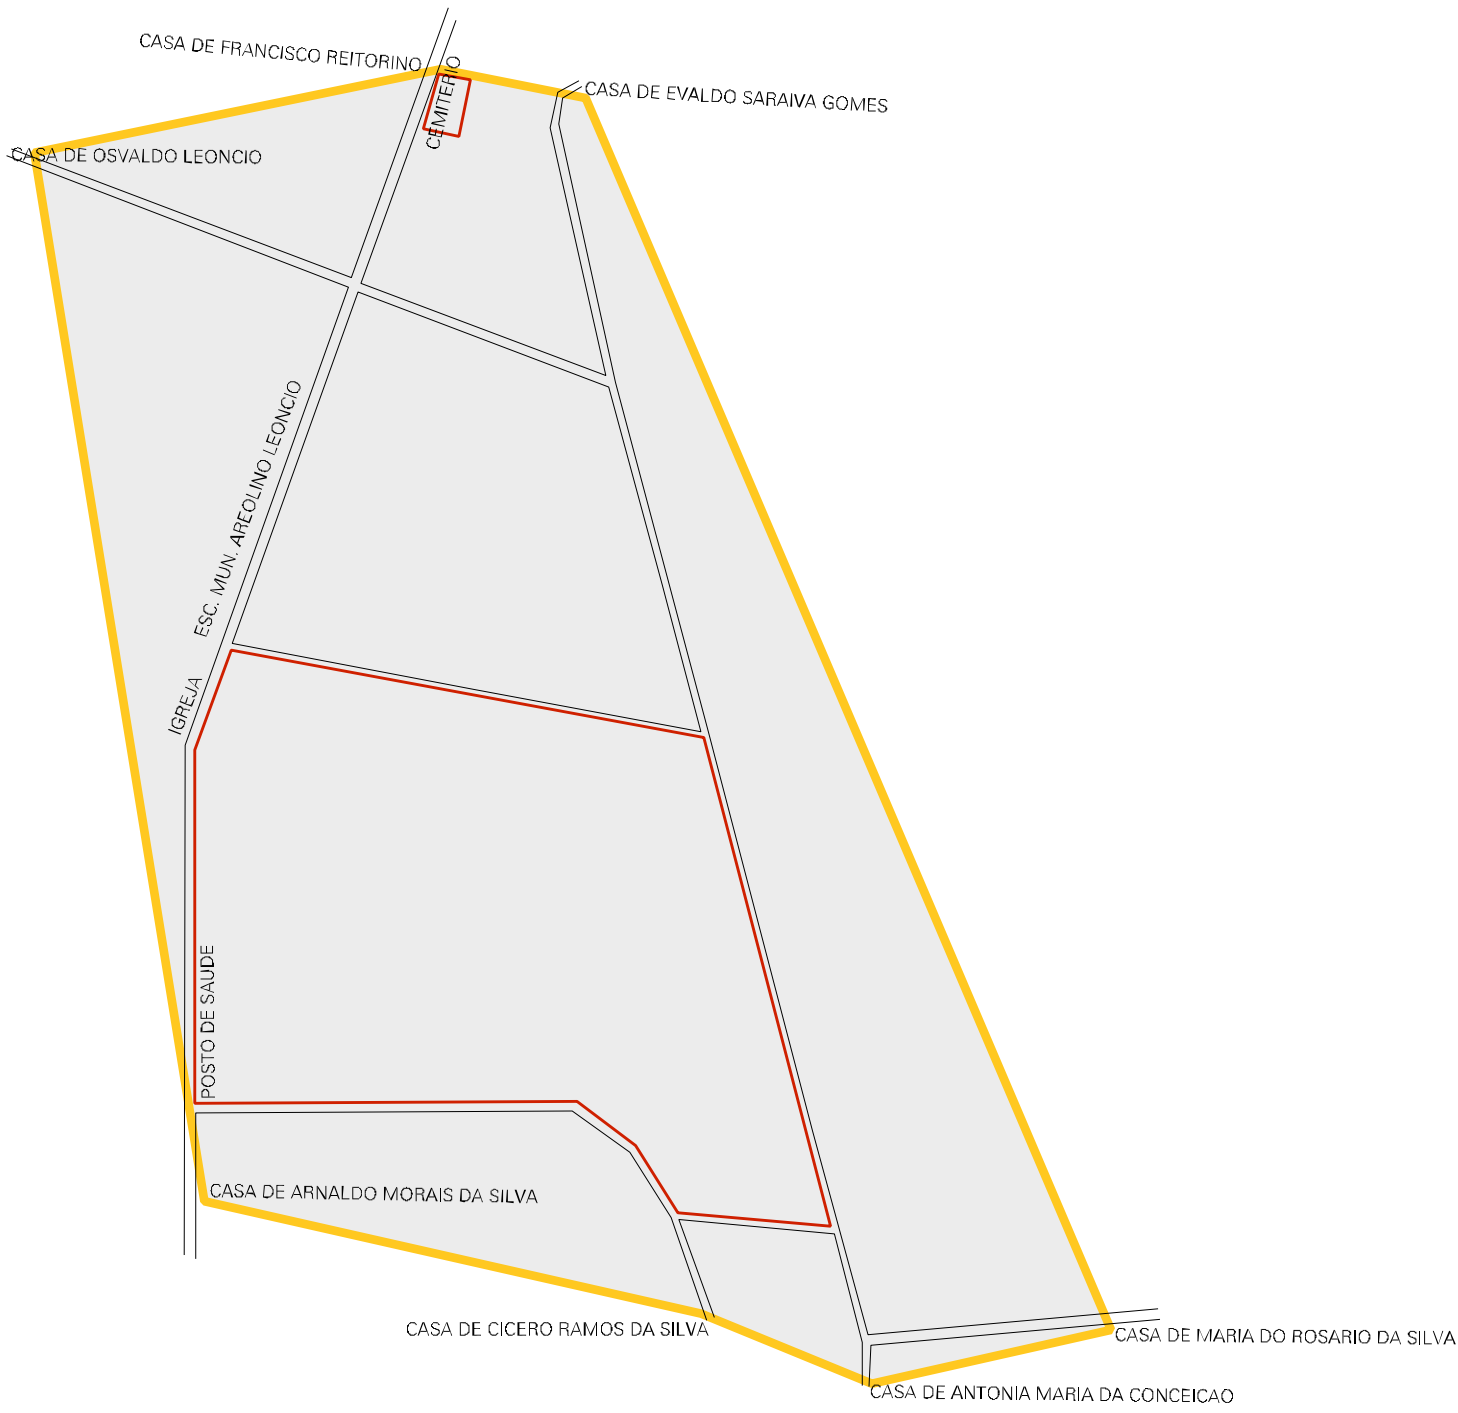 CASA DE FRANCISCO REITORINO
CEMITERIO
CASA DE EVALDO SARAIVA GOMES
CASA DE OSVALDO LEONCIO
ESC. MUN. AREOLINO LEONCIO
IGREJA
POSTO DE SAUDE
CASA DE ARNALDO MORAIS DA SILVA
CASA DE CICERO RAMOS DA SILVA
CASA DE MARIA DO ROSARIO DA SILVA
CASA DE ANTONIA MARIA DA CONCEICAO